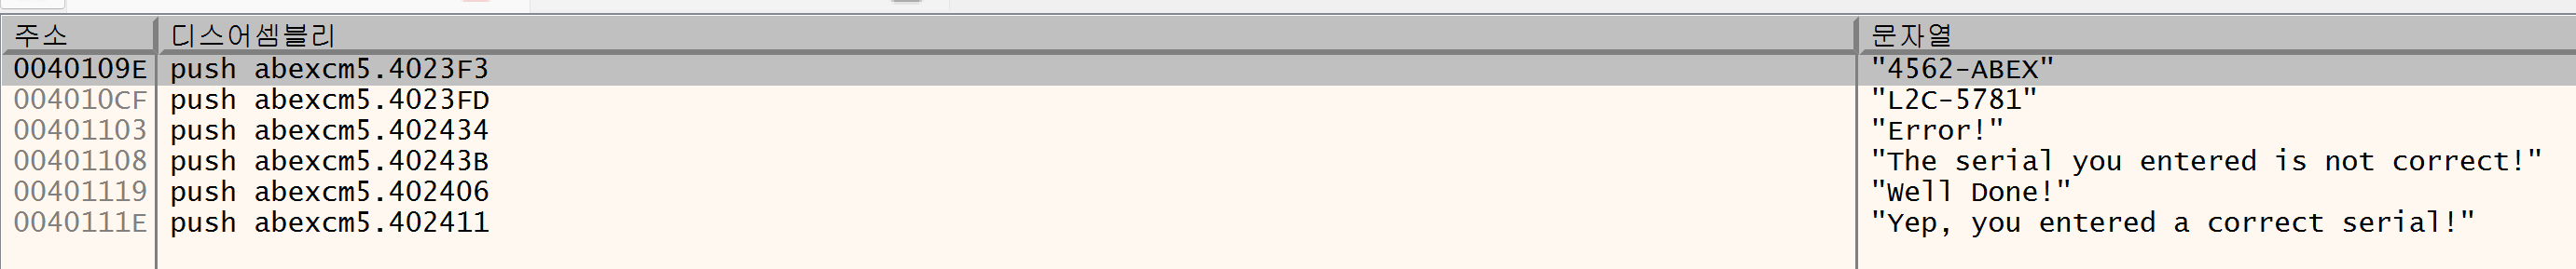 주소 디스어셈블리 문자열
0040109E push abexcm5.4023F3 "4562-ABEX"
004010CF push abexcm5.4023FD "L2C-5781"
00401103 push abexcm5.402434 "Error!"
00401108 push abexcm5.40243B "The serial you entered is not correct!"
00401119 push abexcm5.402406 "Well Done!"
0040111E push abexcm5.402411 "Yep, you entered a correct serial!"